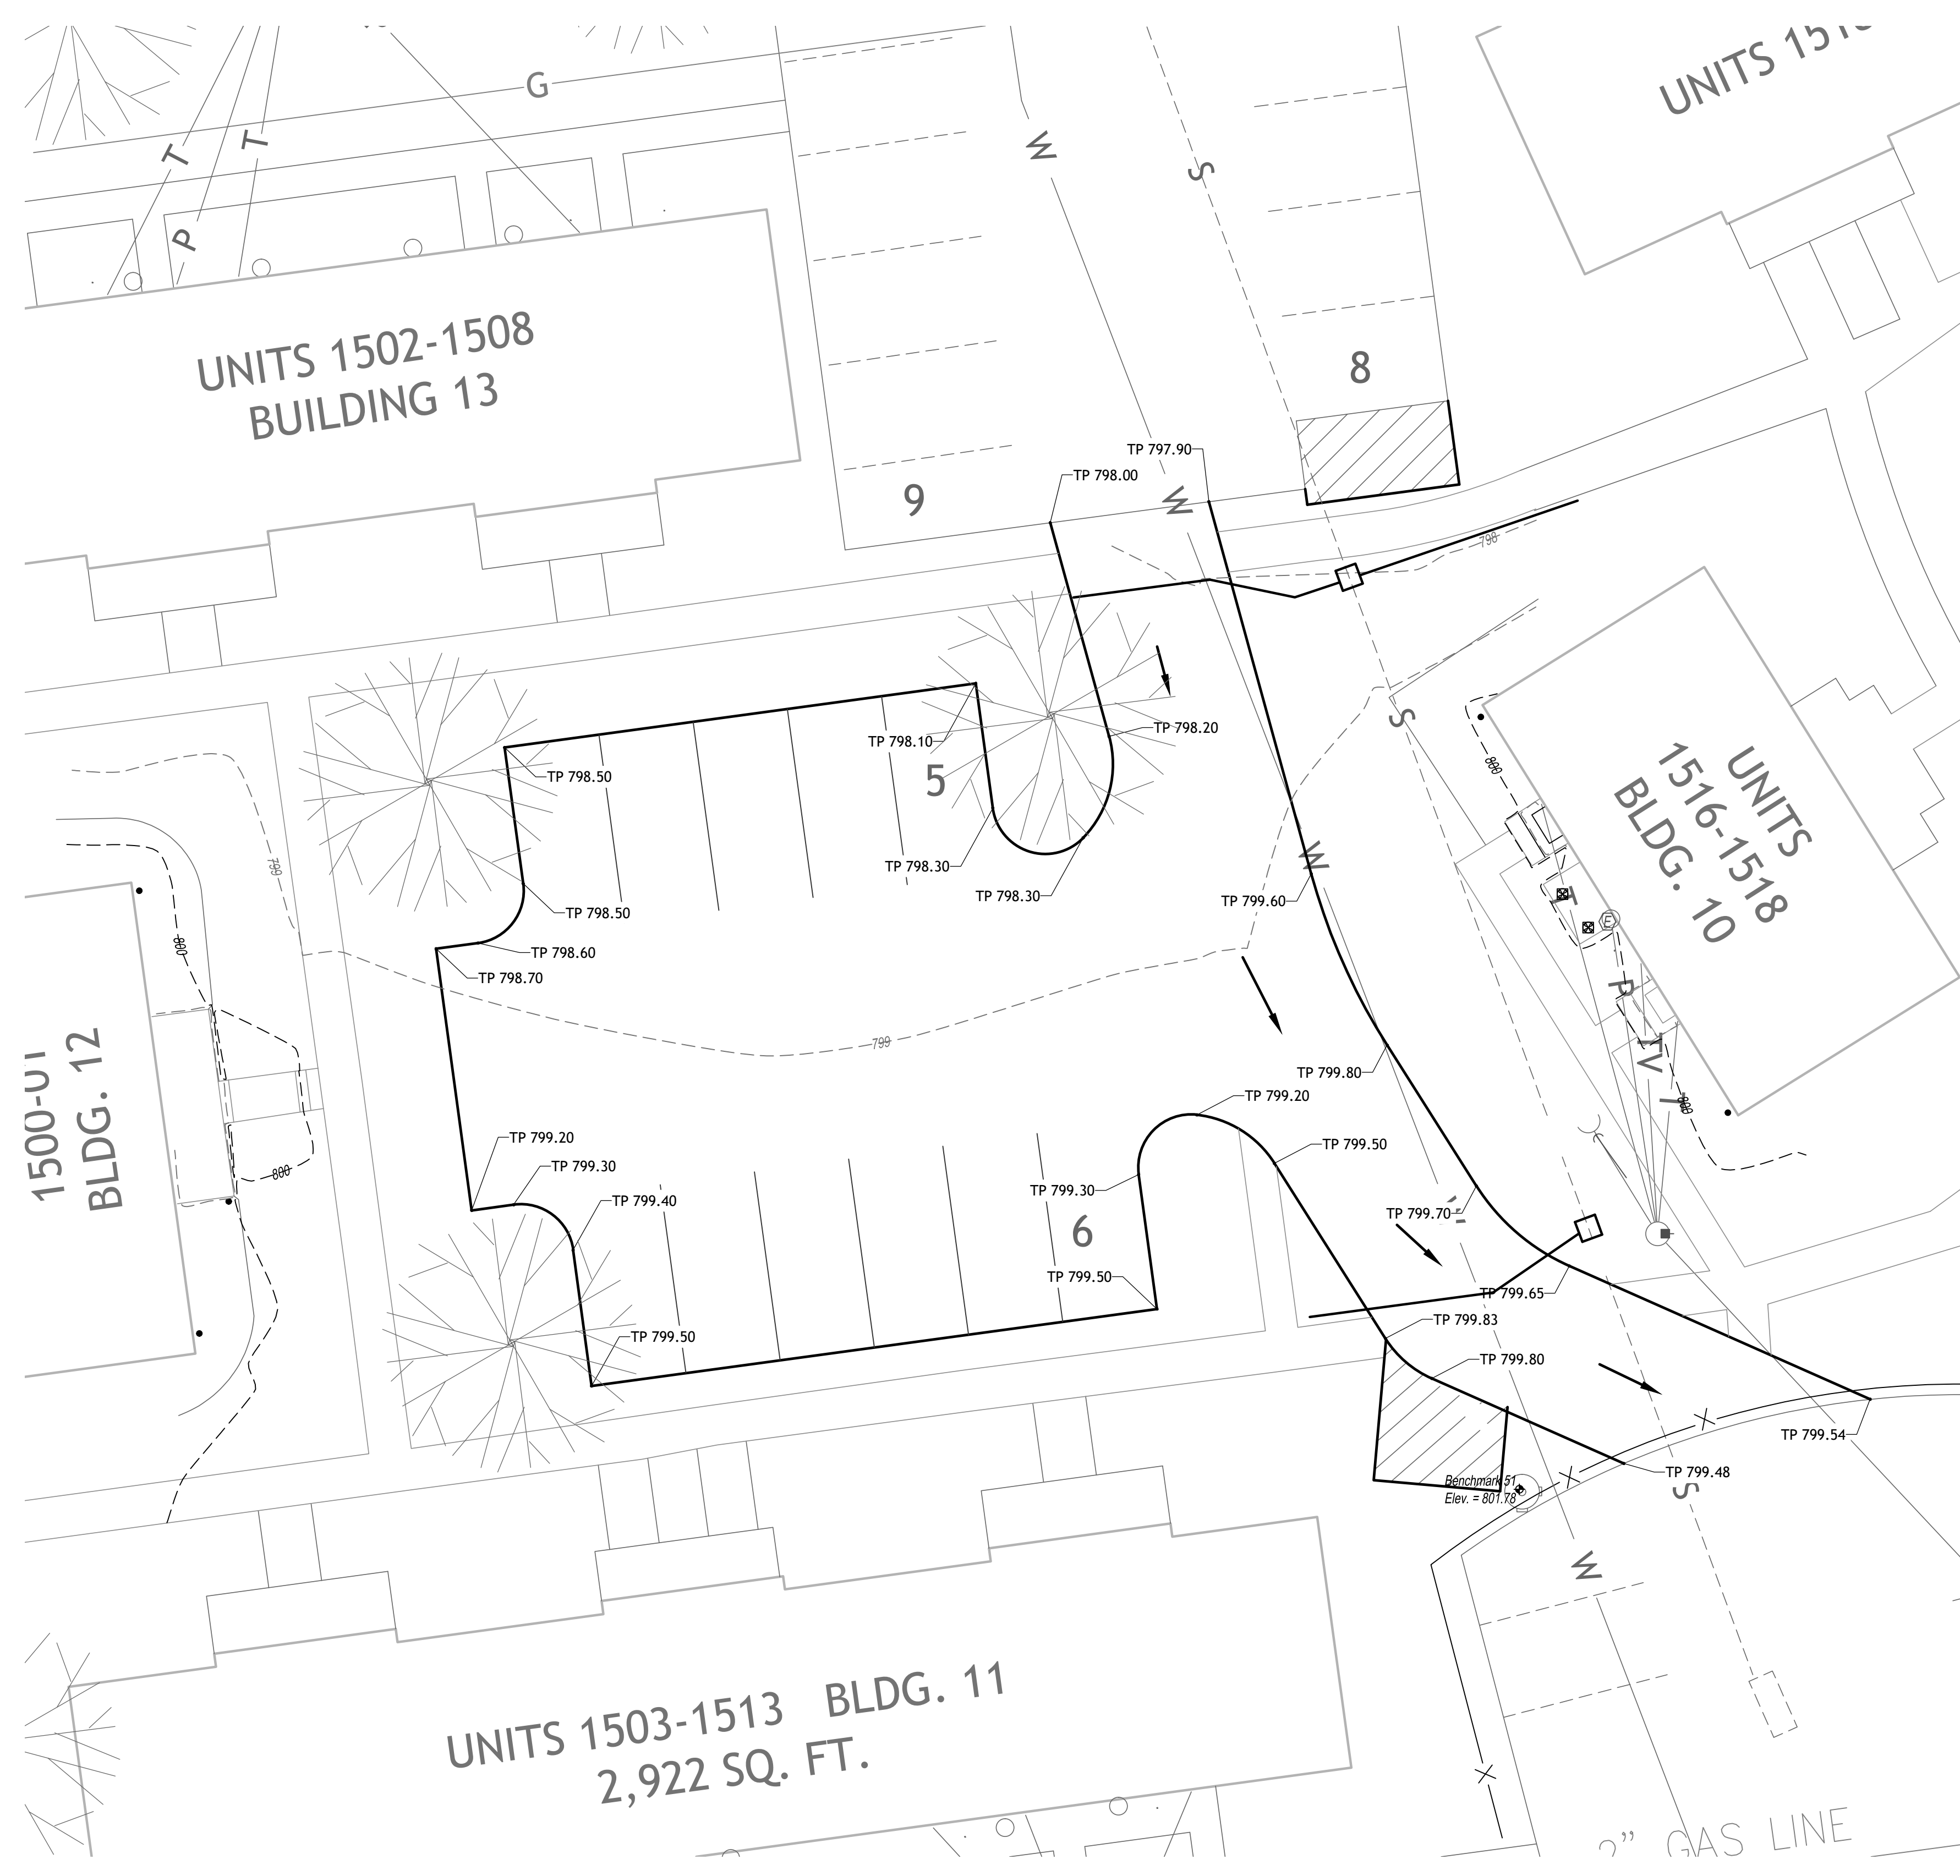 G
W
S
T
T
P
UNITS 1502-1508
BUILDING 13
8
9
TP 797.90
TP 798.00
W
798
TP 798.10
5
TP 798.20
TP 798.50
S
800
UNITS
1516-1518
BLDG. 10
TP 798.30
TP 798.30
W
TP 799.60
799
TP 798.50
TP 798.60
TP 798.70
800
T
E
P
TV
T
800
799
TP 799.80
TP 799.20
BLDG. 12
TP 799.20
TP 799.30
TP 799.40
800
TP 799.50
TP 799.30
6
TP 799.50
TP 799.70
TP 799.65
TP 799.83
TP 799.50
TP 799.80
TP 799.54
X
X
TP 799.48
Benchmark 51
Elev. = 801.78
S
W
UNITS 1503-1513 BLDG. 11
2,922 SQ. FT.
X
2" GAS LINE